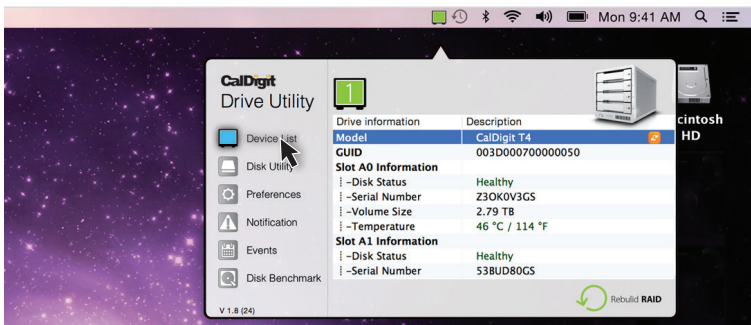 Mon 9:41 AM
CalDigit
Drive Utility
Device List
Disk Utility
Preferences
Notification
Events
Disk Benchmark
V 1.8 (24)
1
Drive information Description
Model CalDigit T4
GUID 003D000700000050
Slot A0 Information
-Disk Status Healthy
-Serial Number Z3OK0V3GS
-Volume Size 2.79 TB
-Temperature 46 °C / 114 °F
Slot A1 Information
-Disk Status Healthy
-Serial Number 53BUD80GS
Rebulid RAID
cintosh
HD